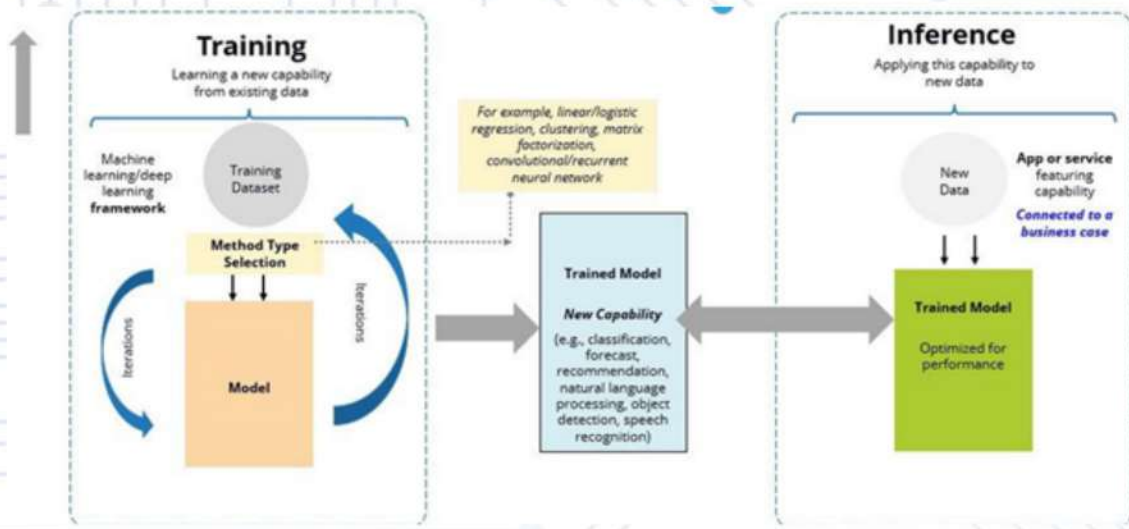 Training
Learning a new capability
from existing data
Machine
learning/deep
learning
framework
Training
Dataset
Method Type
Selection
Iterations
Iterations
Model
For example, linear/logistic
regression, clustering, matrix
factorization,
convolutional/recurrent
neural network
Trained Model
New Capability
(e.g., classification,
forecast,
recommendation,
natural language
processing, object
detection, speech
recognition)
Inference
Applying this capability to
new data
New
Data
App or service
featuring
capability
Connected to a
business case
Trained Model
Optimized for
performance